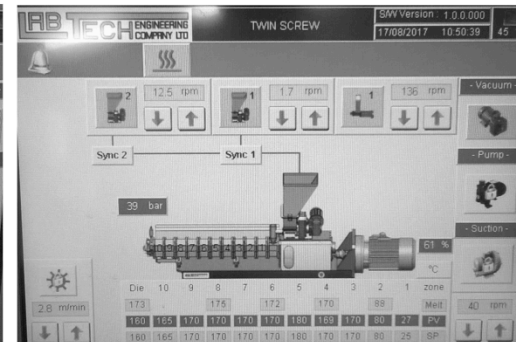 LAB TECH ENGINEERING COMPANY LTD
TWIN SCREW
S/W Version : 1.0.0.000
17/08/2017 10:50:39 45
2 12.5 rpm
1 1.7 rpm
1 136 rpm
- Vacuum -
Sync 2
Sync 1
- Pump -
39 bar
- Suction -
61 %
°C
Die 10 9 8 7 6 5 4 3 2 1 zone
173 175 172 170 88 Melt
2.8 m/min
40 rpm
160 165 170 170 170 170 180 169 170 80 27 PV
160 165 170 170 170 170 180 170 170 80 25 SP